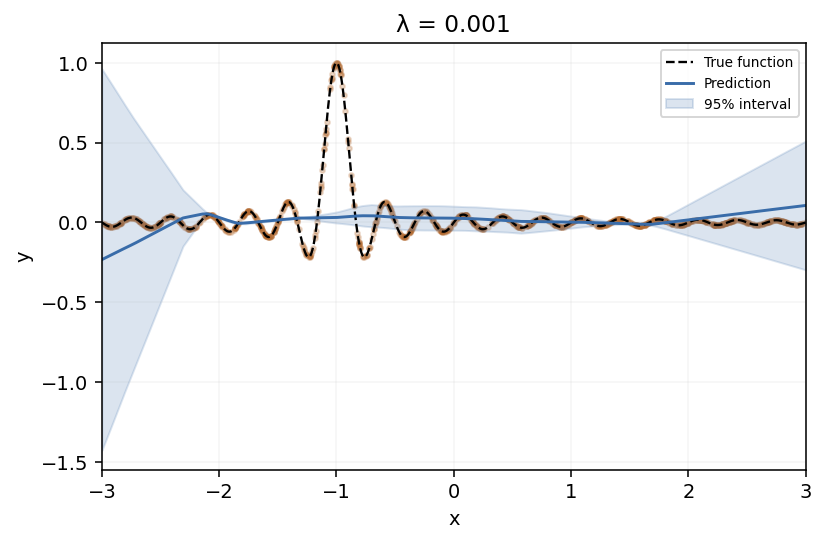 λ = 0.001
True function
Prediction
95% interval
1.0
0.5
0.0
−0.5
−1.0
−1.5
y
−3
−2
−1
0
1
2
3
x